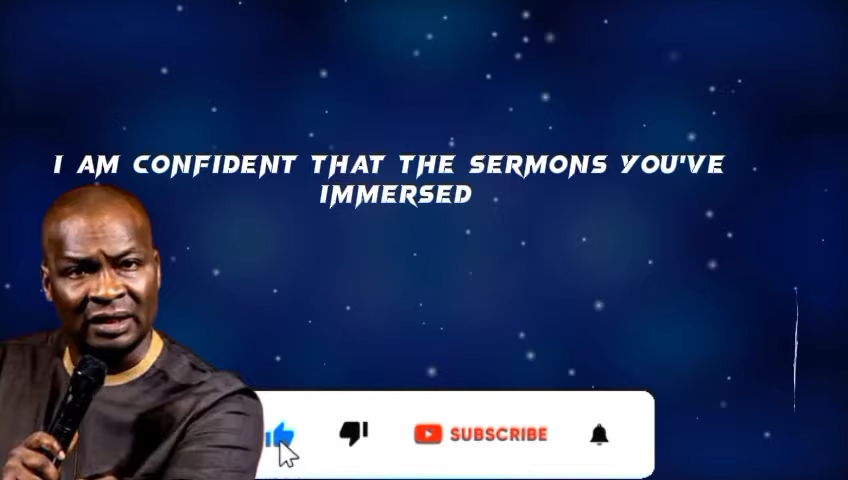 I AM CONFIDENT THAT THE SERMONS YOU'VE
IMMERSED
SUBSCRIBE